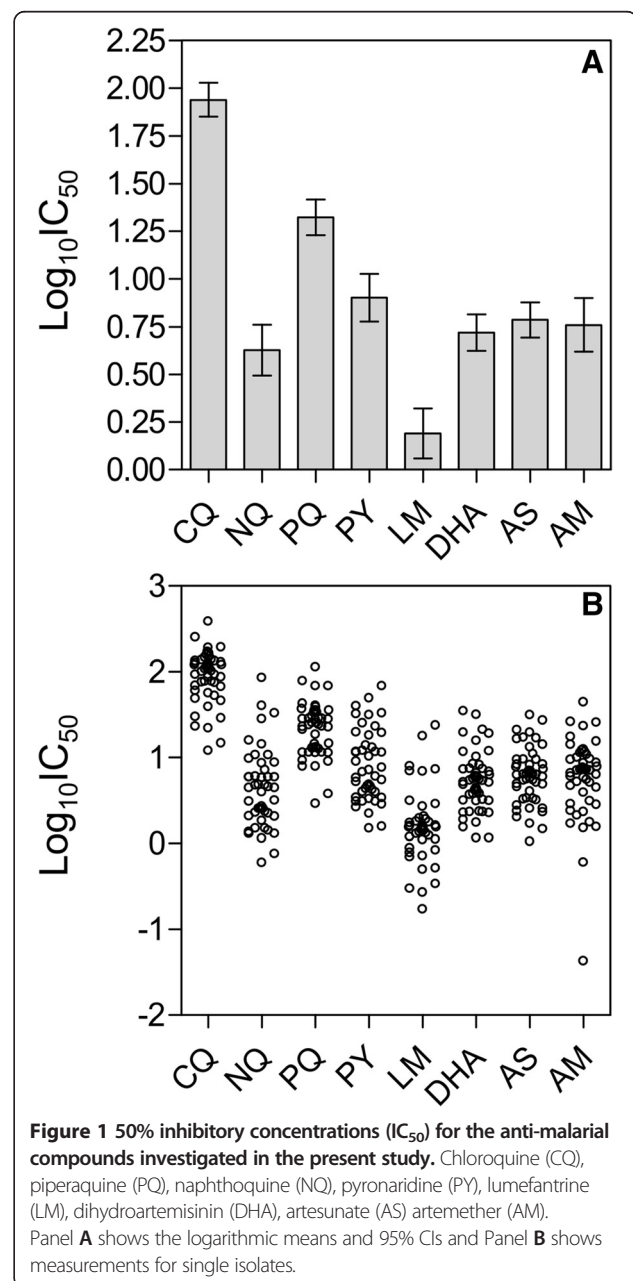 A
2.25
2.00
1.75
1.50
1.25
1.00
0.75
0.50
0.25
0.00
Log₁₀IC₅₀
CQ NQ PQ PY LM DHA AS AM
B
3
2
1
0
-1
-2
Log₁₀IC₅₀
CQ NQ PQ PY LM DHA AS AM
Figure 1 50% inhibitory concentrations (IC₅₀) for the anti-malarial
compounds investigated in the present study. Chloroquine (CQ),
piperaquine (PQ), naphthoquine (NQ), pyronaridine (PY), lumefantrine
(LM), dihydroartemisinin (DHA), artesunate (AS) artemether (AM).
Panel A shows the logarithmic means and 95% CIs and Panel B shows
measurements for single isolates.